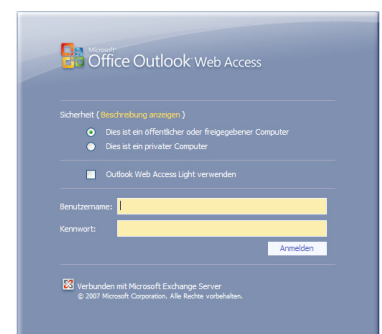 Microsoft
Office Outlook Web Access
Sicherheit ( Beschreibung anzeigen )
Dies ist ein öffentlicher oder freigegebener Computer
Dies ist ein privater Computer
Outlook Web Access Light verwenden
Benutzername:
Kennwort:
Anmelden
Verbunden mit Microsoft Exchange Server
© 2007 Microsoft Corporation. Alle Rechte vorbehalten.